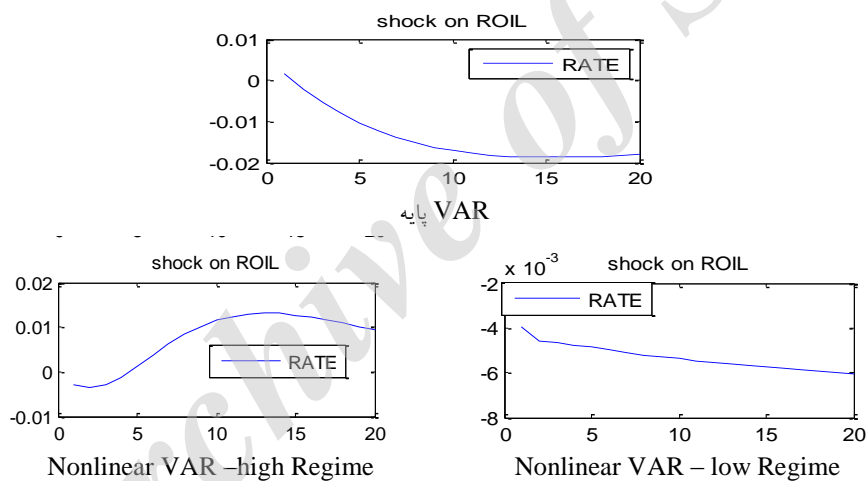 shock on ROIL
0.01
RATE
0
-0.01
-0.02
0 5 10 15 20
VAR پایه
shock on ROIL
0.02
0.01
RATE
0
-0.01
0 5 10 15 20
Nonlinear VAR –high Regime
x 10-3
shock on ROIL
-2
RATE
-4
-6
-8
0 5 10 15 20
Nonlinear VAR – low Regime